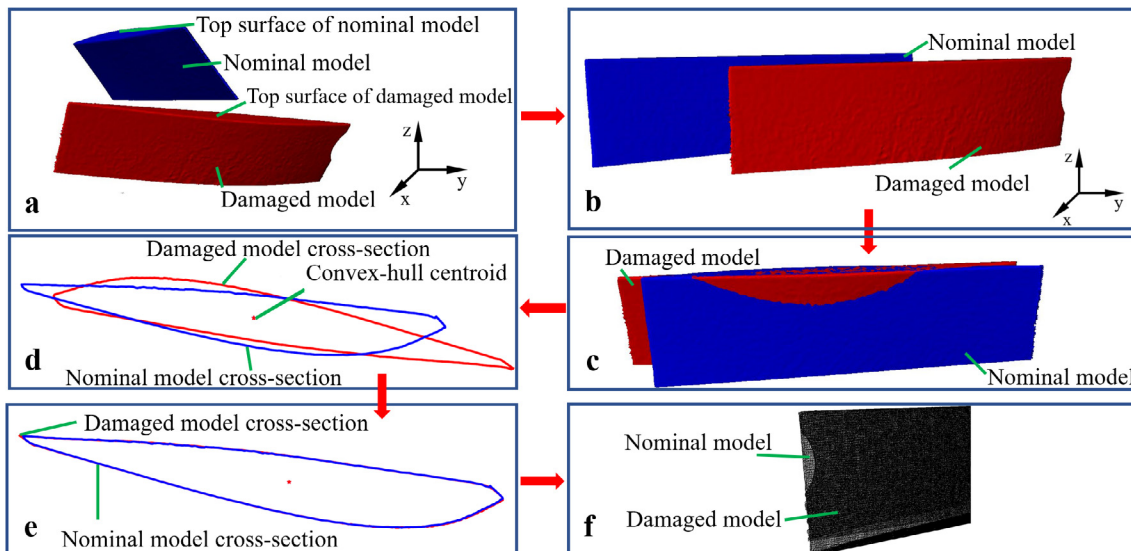 Top surface of nominal model
Nominal model
Top surface of damaged model
z
y
x
Damaged model
a
Nominal model
Damaged model
z
y
x
b
Damaged model
Nominal model
c
Damaged model cross-section
Convex-hull centroid
Nominal model cross-section
d
Damaged model cross-section
Nominal model cross-section
e
Nominal model
Damaged model
f